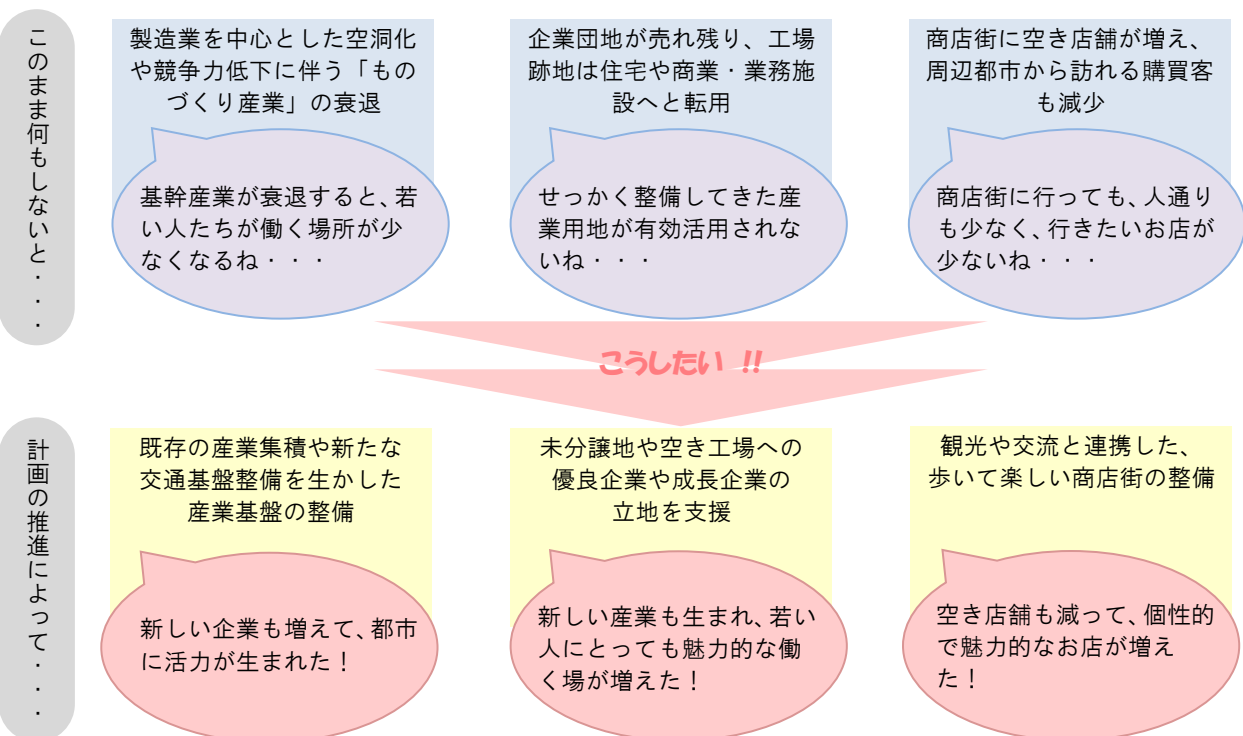 このまま何もしないと・・・
製造業を中心とした空洞化
や競争力低下に伴う「もの
づくり産業」の衰退
基幹産業が衰退すると、若
い人たちが働く場所が少
なくなるね・・・
企業団地が売れ残り、工場
跡地は住宅や商業・業務施
設へと転用
せっかく整備してきた産
業用地が有効活用されな
いね・・・
商店街に空き店舗が増え、
周辺都市から訪れる購買客
も減少
商店街に行っても、人通り
も少なく、行きたいお店が
少ないね・・・
こうしたい !!
計画の推進によって・・・
既存の産業集積や新たな
交通基盤整備を生かした
産業基盤の整備
新しい企業も増えて、都市
に活力が生まれた！
未分譲地や空き工場への
優良企業や成長企業の
立地を支援
新しい産業も生まれ、若い
人にとっても魅力的な働
く場が増えた！
観光や交流と連携した、
歩いて楽しい商店街の整備
空き店舗も減って、個性的
で魅力的なお店が増え
た！